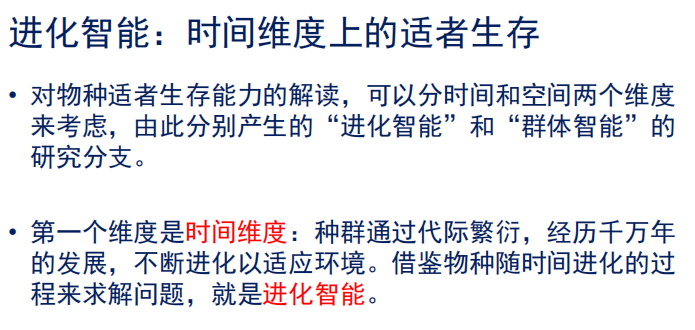 进化智能：时间维度上的适者生存
• 对物种适者生存能力的解读，可以分时间和空间两个维度
来考虑，由此分别产生的“进化智能”和“群体智能”的
研究分支。
• 第一个维度是时间维度：种群通过代际繁衍，经历千万年
的发展，不断进化以适应环境。借鉴物种随时间进化的过
程来求解问题，就是进化智能。